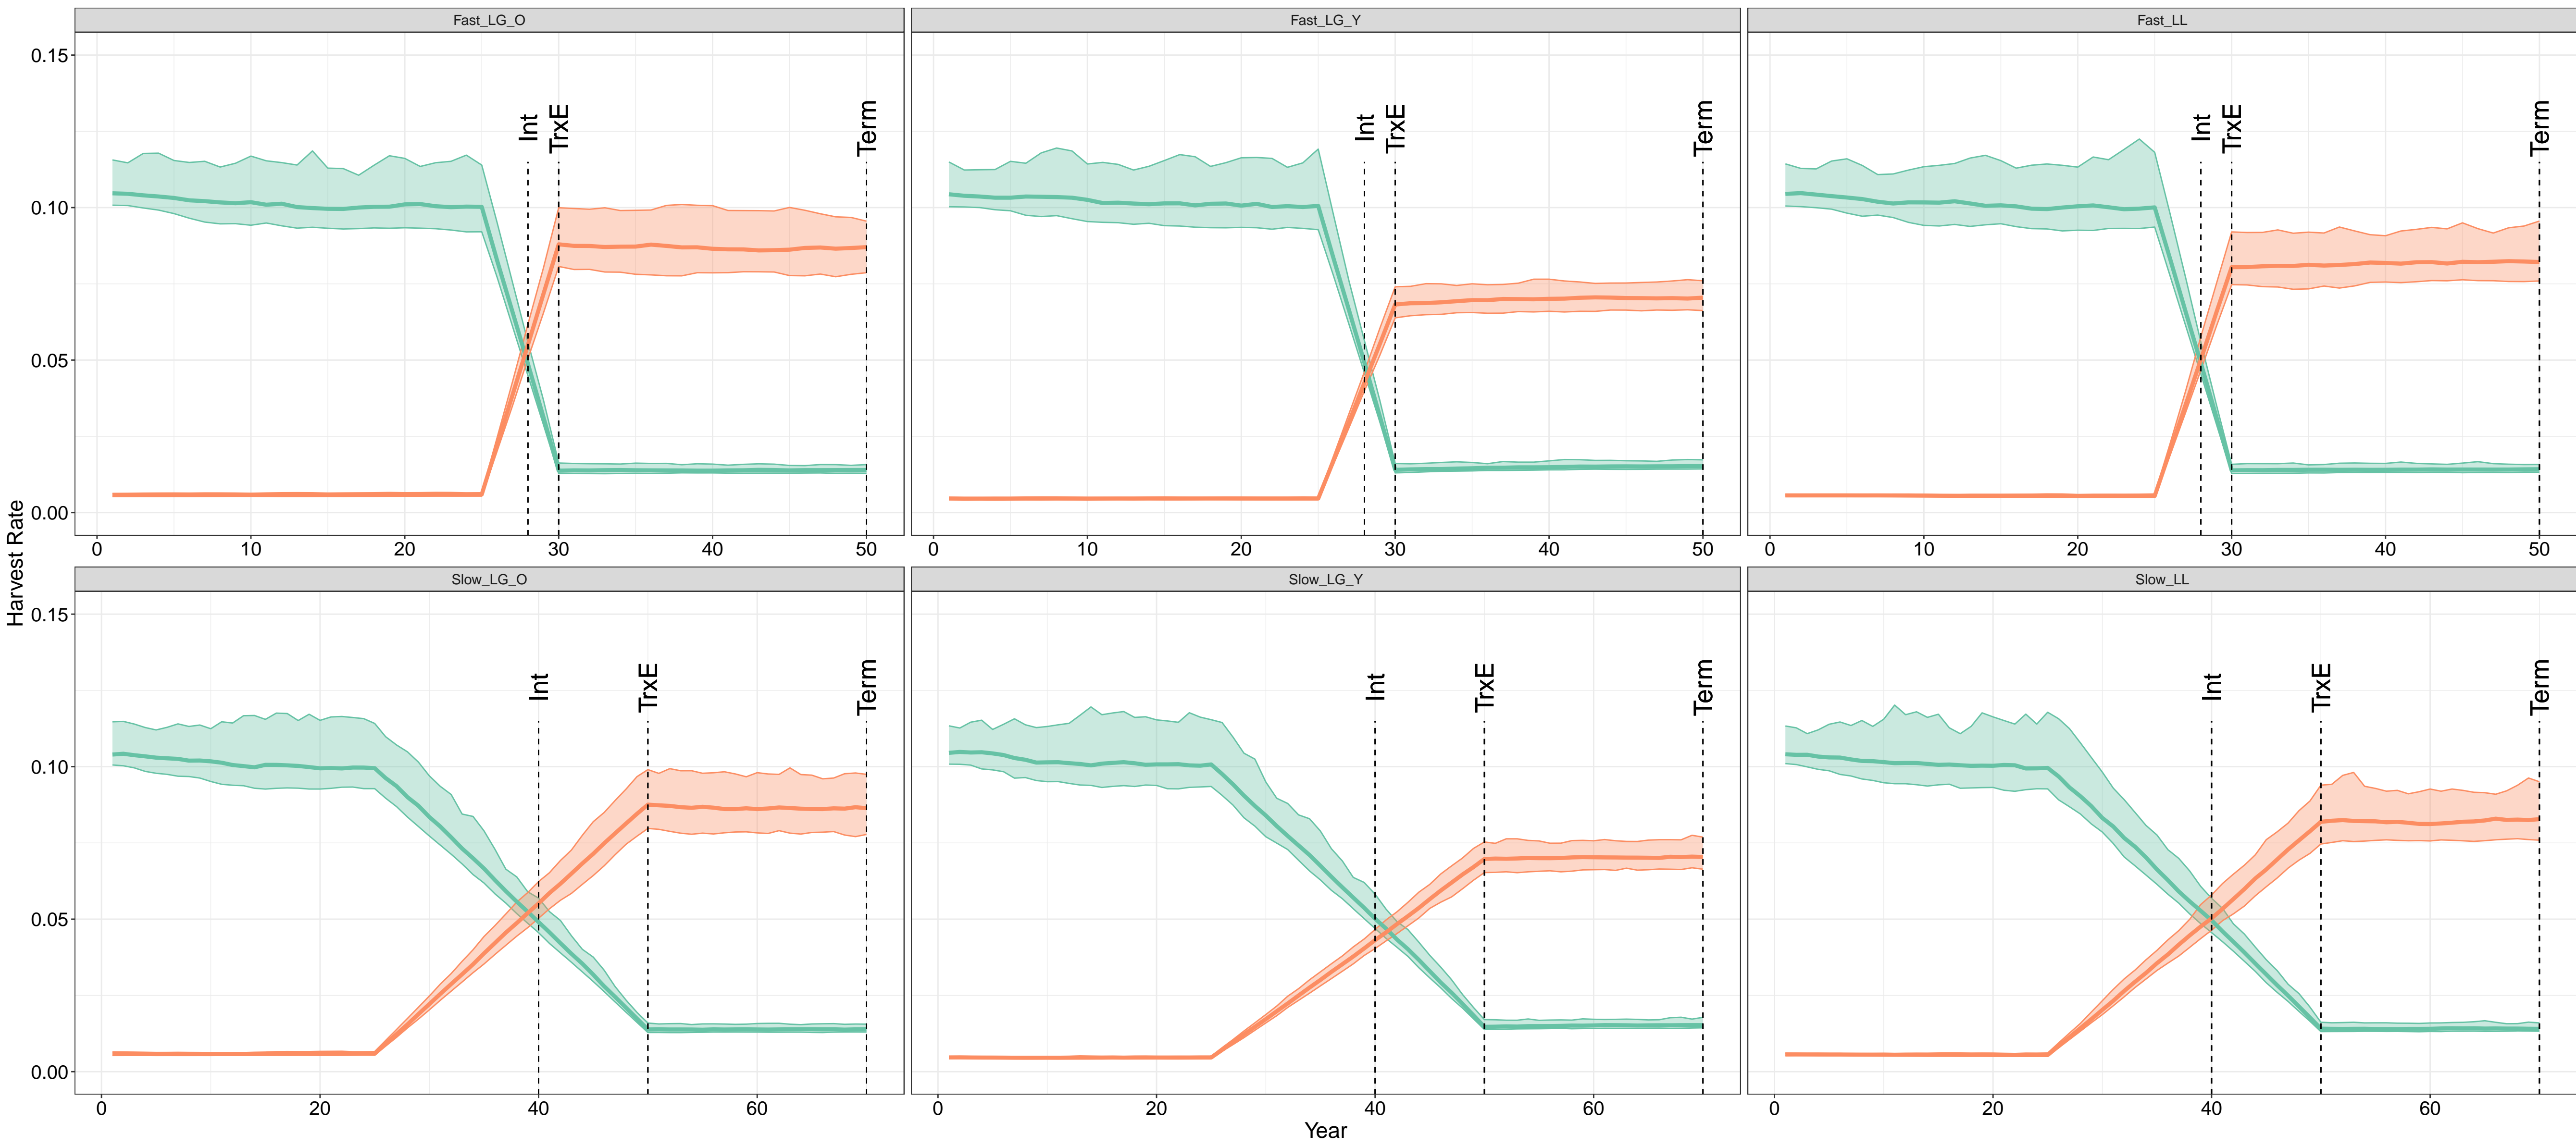 Fast_LG_O
Fast_LG_Y
Fast_LL
0.15
0.10
0.05
0.00
Int
TrxE
Term
Int
TrxE
Term
Int
TrxE
Term
0 10 20 30 40 50
0 10 20 30 40 50
0 10 20 30 40 50
Harvest Rate
Slow_LG_O
Slow_LG_Y
Slow_LL
0.15
0.10
0.05
0.00
Int
TrxE
Term
Int
TrxE
Term
Int
TrxE
Term
0 20 40 60
0 20 40 60
0 20 40 60
Year